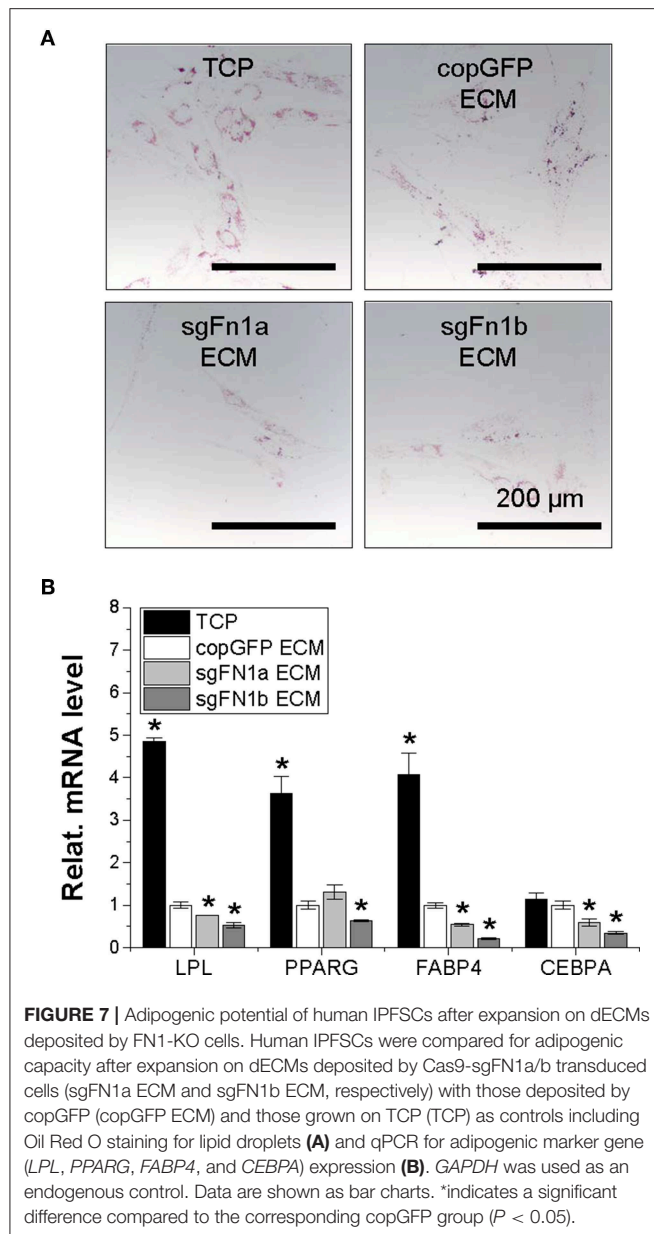 A
TCP
copGFP
ECM
sgFn1a
ECM
sgFn1b
ECM
200 µm
B
8
7
6
5
4
3
2
1
0
Relat. mRNA level
TCP
copGFP ECM
sgFN1a ECM
sgFN1b ECM
*
*
*
*
*
*
*
*
*
*
LPL
PPARG
FABP4
CEBPA
FIGURE 7 | Adipogenic potential of human IPFSCs after expansion on dECMs
deposited by FN1-KO cells. Human IPFSCs were compared for adipogenic
capacity after expansion on dECMs deposited by Cas9-sgFN1a/b transduced
cells (sgFN1a ECM and sgFN1b ECM, respectively) with those deposited by
copGFP (copGFP ECM) and those grown on TCP (TCP) as controls including
Oil Red O staining for lipid droplets (A) and qPCR for adipogenic marker gene
(LPL, PPARG, FABP4, and CEBPA) expression (B). GAPDH was used as an
endogenous control. Data are shown as bar charts. *indicates a significant
difference compared to the corresponding copGFP group (P < 0.05).